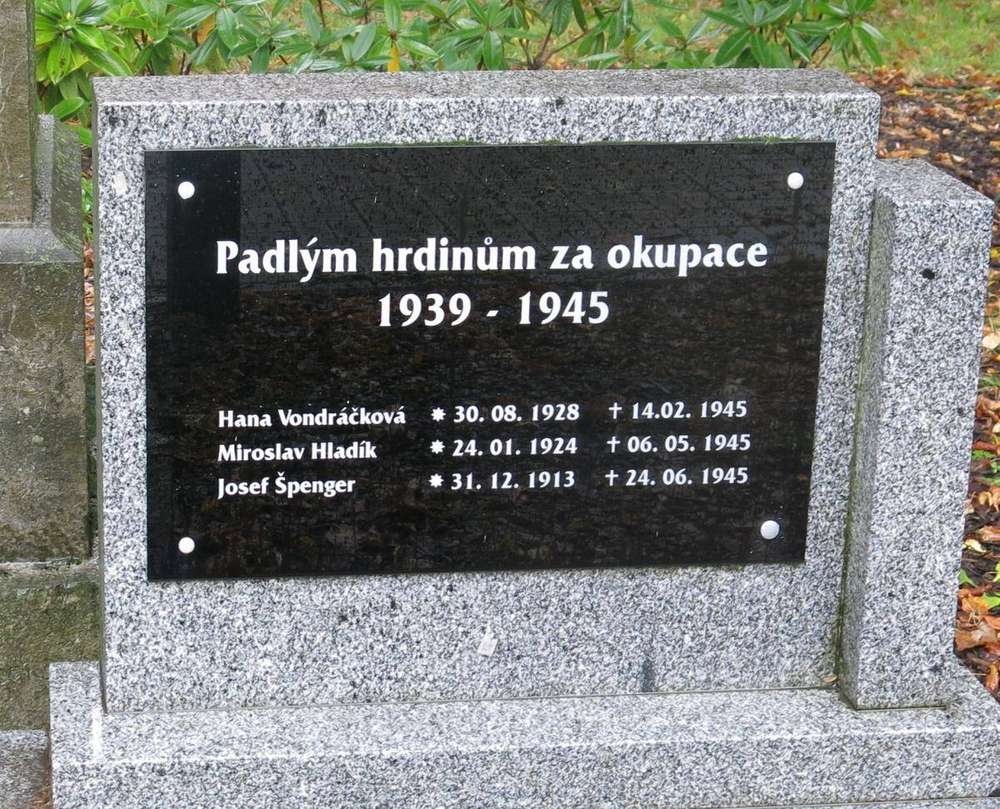 Padlým hrdinům za okupace
1939 - 1945
Hana Vondráčková * 30. 08. 1928 † 14.02. 1945
Miroslav Hladík * 24. 01. 1924 † 06. 05. 1945
Josef Špenger * 31. 12. 1913 † 24. 06. 1945